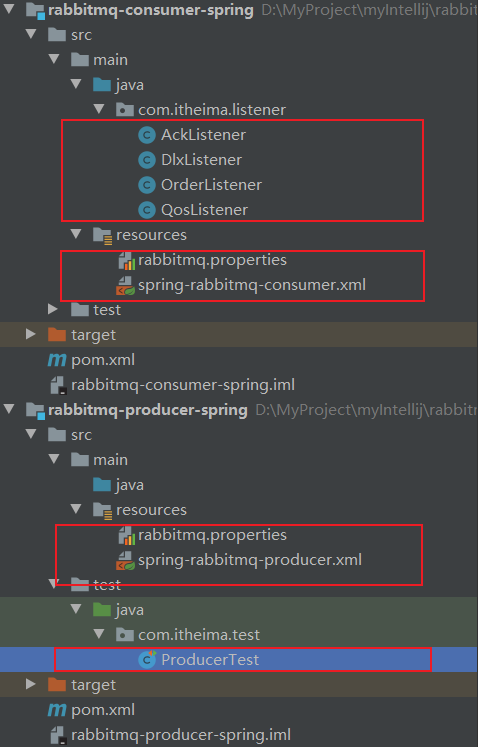 rabbitmq-consumer-spring D:\MyProject\myIntellij\rabbit
src
main
java
com.itheima.listener
AckListener
DlxListener
OrderListener
QosListener
resources
rabbitmq.properties
spring-rabbitmq-consumer.xml
test
target
pom.xml
rabbitmq-consumer-spring.iml
rabbitmq-producer-spring D:\MyProject\myIntellij\rabbitm
src
main
java
resources
rabbitmq.properties
spring-rabbitmq-producer.xml
test
java
com.itheima.test
ProducerTest
target
pom.xml
rabbitmq-producer-spring.iml